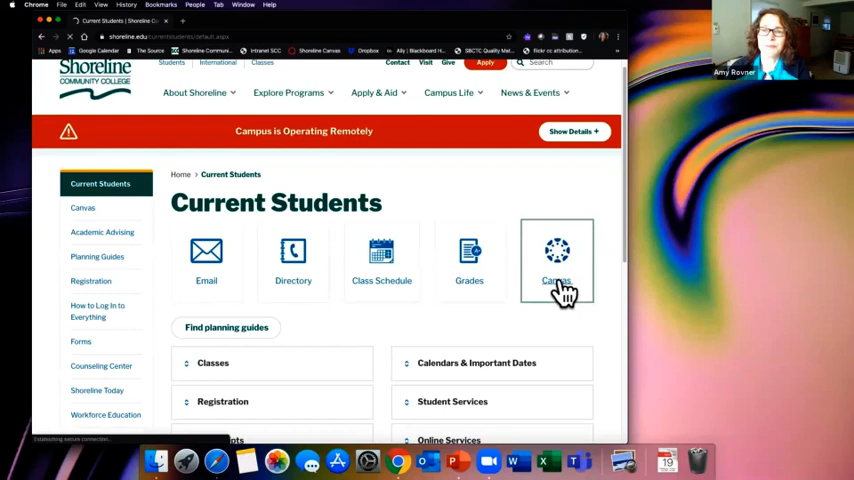 Chrome File Edit View History Bookmarks People Tab Window Help
Current Students | Shoreline C
shoreline.edu/currentstudents/default.aspx
Apps Google Calendar The Source Shoreline Communi... Intranet SCC Shoreline Canvas Dropbox Ally | Blackboard H... SBCTC Quality Mat... flickr cc attribution...
Amy Rovner
Shoreline
COMMUNITY COLLEGE
Students International Classes Contact Visit Give Apply Search
About Shoreline Explore Programs Apply & Aid Campus Life News & Events
Campus is Operating Remotely Show Details +
Home > Current Students
Current Students
Current Students
Canvas
Academic Advising
Planning Guides
Registration
How to Log In to
Everything
Forms
Counseling Center
Shoreline Today
Workforce Education
Email Directory Class Schedule Grades Canvas
Find planning guides
Classes Calendars & Important Dates
Registration Student Services
Online Services
Establishing secure connection...
19